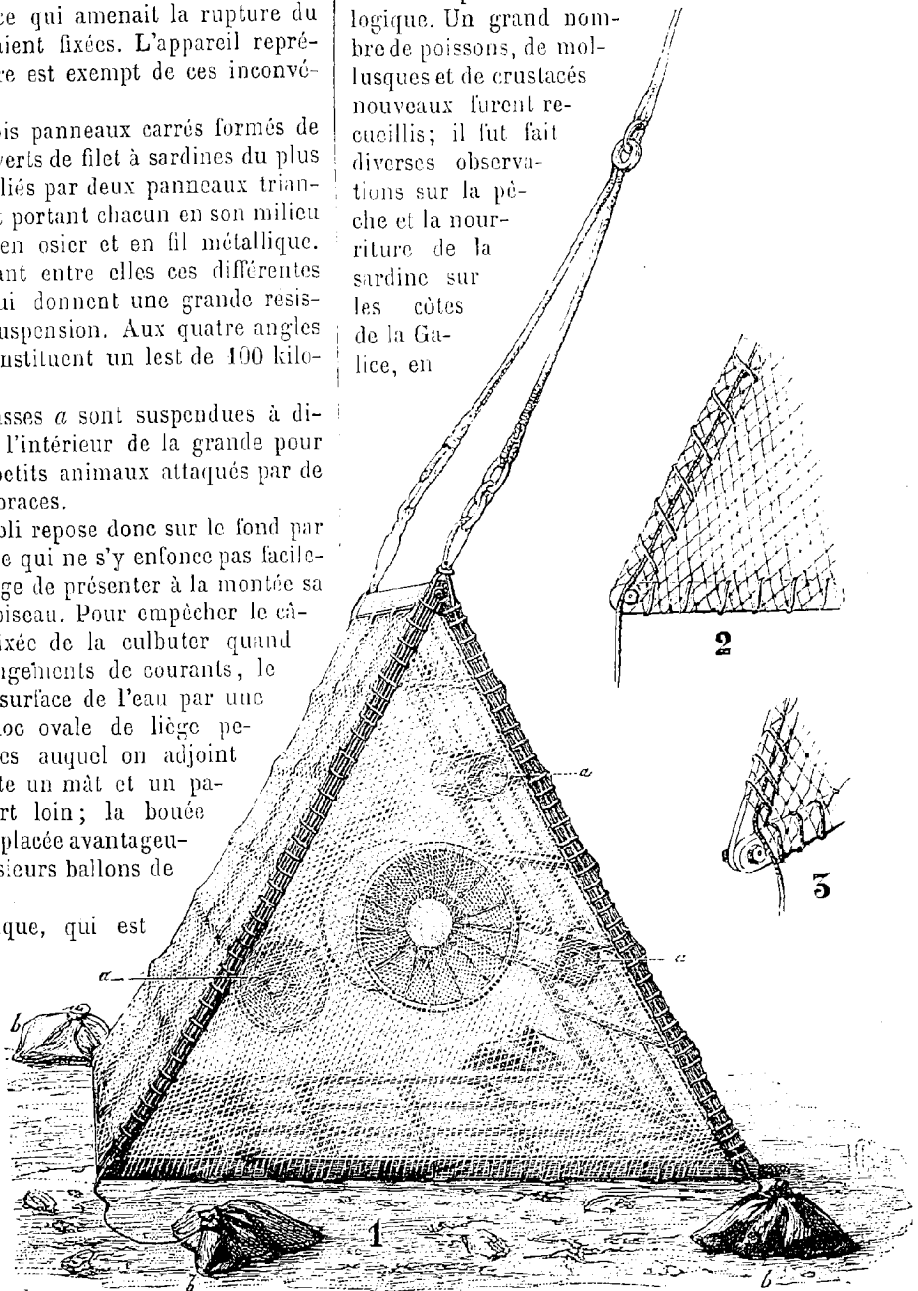 ce qui amenait la rupture du
aient fixées. L'appareil repré-
re est exempt de ces inconvé-
is panneaux carrés formés de
verts de filet à sardines du plus
liés par deux panneaux trian-
t portant chacun en son milieu
en osier et en fil métallique.
ant entre elles ces différentes
ui donnent une grande résis-
uspension. Aux quatre angles
nstituent un lest de 100 kilo-
asses a sont suspendues à di-
l'intérieur de la grande pour
petits animaux attaqués par de
oraces.
oli repose donc sur le fond par
e qui ne s'y enfonce pas facile-
ge de présenter à la montée sa
biseau. Pour empêcher le câ-
ixée de la culbuter quand
ngements de courants, le
surface de l'eau par une
loc ovale de liège pe-
es auquel on adjoint
te un mât et un pa-
rt loin; la bouée
placée avantageu-
sieurs ballons de
que, qui est
logique. Un grand nom-
bre de poissons, de mol-
lusques et de crustacés
nouveaux furent re-
cueillis; il fut fait
diverses observa-
tions sur la pê-
che et la nour-
riture de la
sardine sur
les côtes
de la Ga-
lice, en
2
3
a
a
a
b
b
b
1